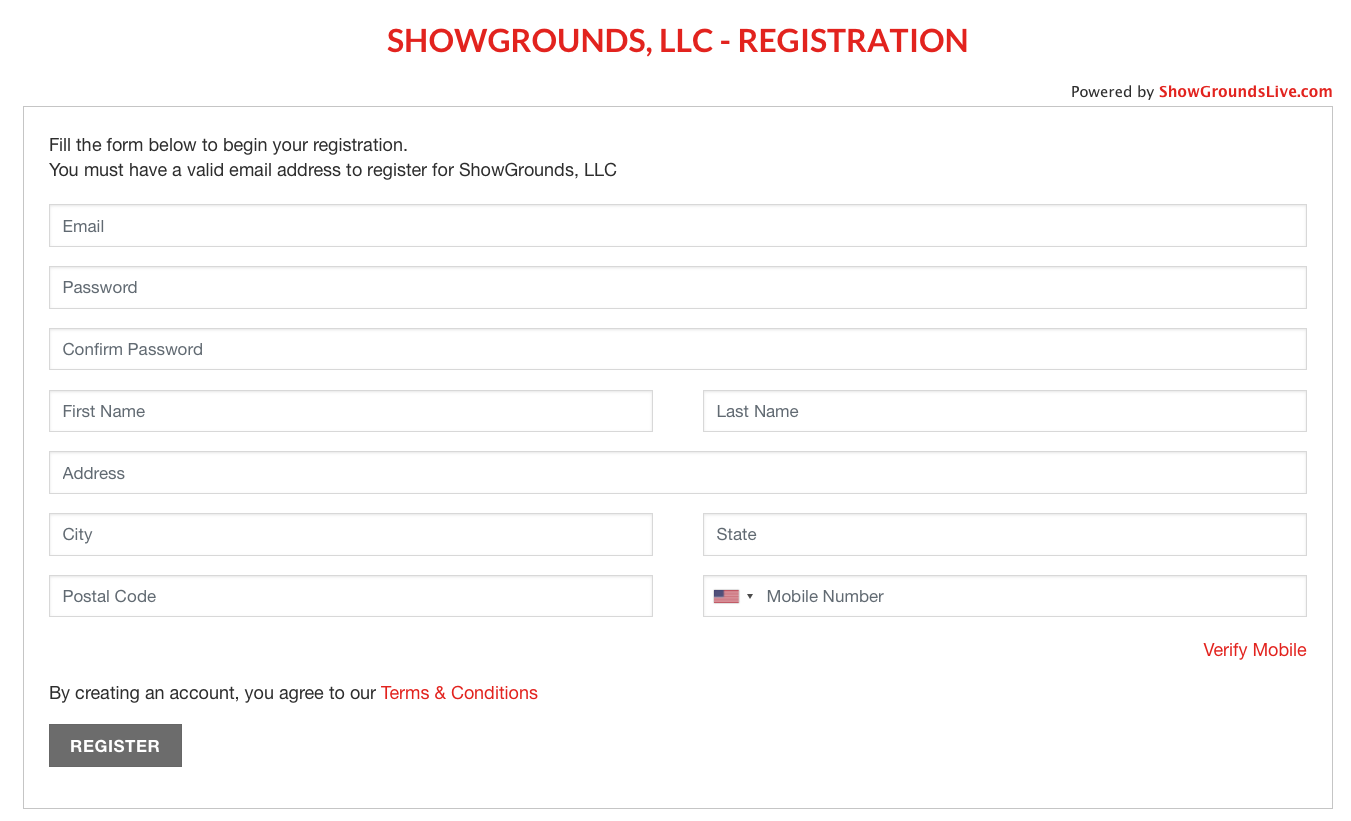 SHOWGROUNDS, LLC - REGISTRATION
Powered by ShowGroundsLive.com
Fill the form below to begin your registration.
You must have a valid email address to register for ShowGrounds, LLC
Email
Password
Confirm Password
First Name
Last Name
Address
City
State
Postal Code
Mobile Number
Verify Mobile
By creating an account, you agree to our Terms & Conditions
REGISTER